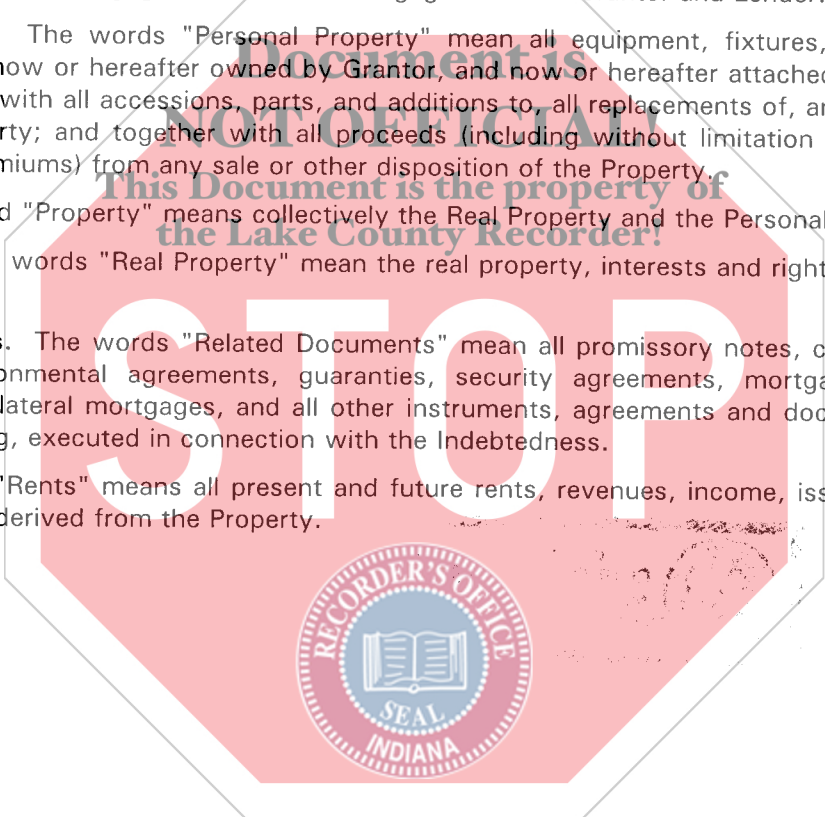 and Lender.
The words "Personal Property" mean all equipment, fixtures,
now or hereafter owned by Grantor, and now or hereafter attached
with all accessions, parts, and additions to, all replacements of, an
rty; and together with all proceeds (including without limitation
miums) from any sale or other disposition of the Property.
d "Property" means collectively the Real Property and the Personal
words "Real Property" mean the real property, interests and right
s. The words "Related Documents" mean all promissory notes, c
onmental agreements, guaranties, security agreements, mortga
lateral mortgages, and all other instruments, agreements and doc
g, executed in connection with the Indebtedness.
"Rents" means all present and future rents, revenues, income, iss
derived from the Property.
Document is
NOT OFFICIAL!
This Document is the property of
the Lake County Recorder!
STOP
RECORDER'S OFFICE
SEAL
INDIANA